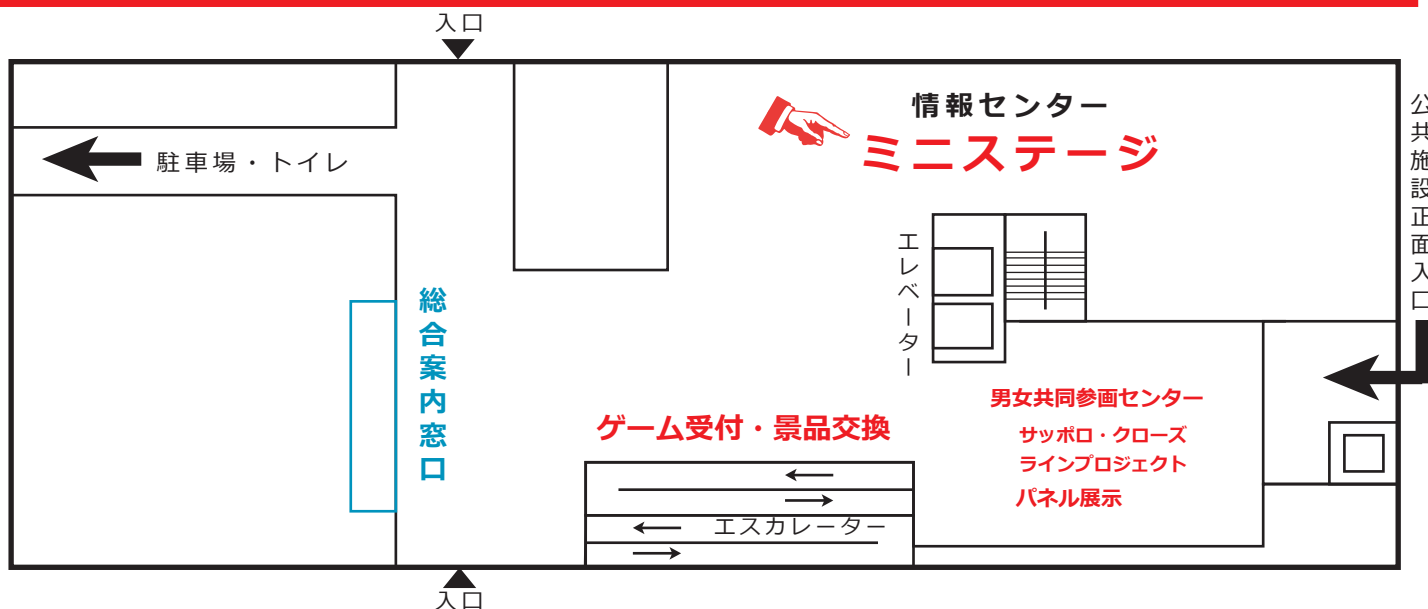 入口
情報センター
ミニステージ
公共施設正面入口
駐車場・トイレ
エレベーター
総合案内窓口
男女共同参画センター
サッポロ・クローズ
ラインプロジェクト
パネル展示
ゲーム受付・景品交換
エスカレーター
入口